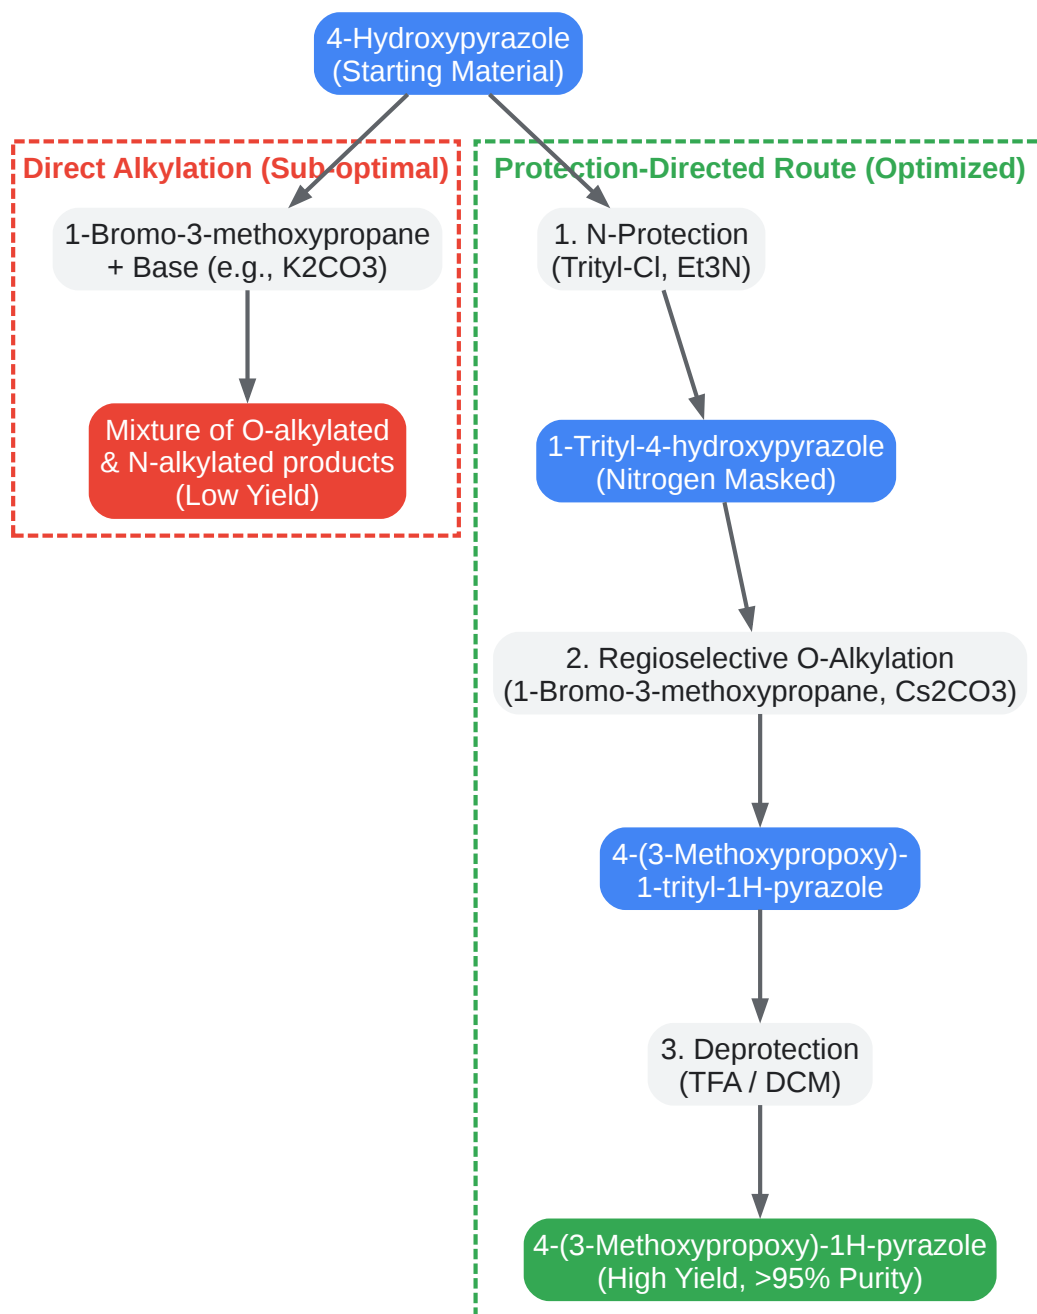 4-Hydroxypyrazole
(Starting Material)
Direct Alkylation (Sub-optimal)
1-Bromo-3-methoxypropane
+ Base (e.g., K2CO3)
Mixture of O-alkylated
& N-alkylated products
(Low Yield)
Protection-Directed Route (Optimized)
1. N-Protection
(Trityl-Cl, Et3N)
1-Trityl-4-hydroxypyrazole
(Nitrogen Masked)
2. Regioselective O-Alkylation
(1-Bromo-3-methoxypropane, Cs2CO3)
4-(3-Methoxypropoxy)-
1-trityl-1H-pyrazole
3. Deprotection
(TFA / DCM)
4-(3-Methoxypropoxy)-1H-pyrazole
(High Yield, >95% Purity)